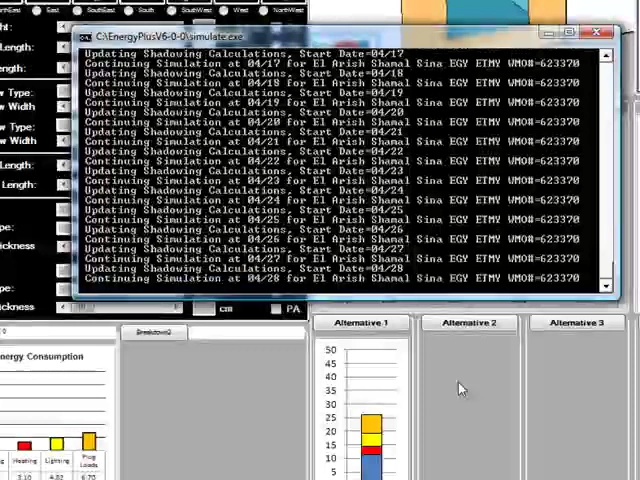 SouthEast South SouthWest West NorthWest
C:\EnergyPlusV6-0-0\simulate.exe
Length:
Length:
w Type:
w Width
w Type:
w Width
Length:
Length:
ype:
hickness
pe:
hickness
Updating Shadowing Calculations, Start Date=04/17
Continuing Simulation at 04/17 for El Arish Shamal Sina EGY ETMY WMO#=623370
Updating Shadowing Calculations, Start Date=04/18
Continuing Simulation at 04/18 for El Arish Shamal Sina EGY ETMY WMO#=623370
Updating Shadowing Calculations, Start Date=04/19
Continuing Simulation at 04/19 for El Arish Shamal Sina EGY ETMY WMO#=623370
Updating Shadowing Calculations, Start Date=04/20
Continuing Simulation at 04/20 for El Arish Shamal Sina EGY ETMY WMO#=623370
Updating Shadowing Calculations, Start Date=04/21
Continuing Simulation at 04/21 for El Arish Shamal Sina EGY ETMY WMO#=623370
Updating Shadowing Calculations, Start Date=04/22
Continuing Simulation at 04/22 for El Arish Shamal Sina EGY ETMY WMO#=623370
Updating Shadowing Calculations, Start Date=04/23
Continuing Simulation at 04/23 for El Arish Shamal Sina EGY ETMY WMO#=623370
Updating Shadowing Calculations, Start Date=04/24
Continuing Simulation at 04/24 for El Arish Shamal Sina EGY ETMY WMO#=623370
Updating Shadowing Calculations, Start Date=04/25
Continuing Simulation at 04/25 for El Arish Shamal Sina EGY ETMY WMO#=623370
Updating Shadowing Calculations, Start Date=04/26
Continuing Simulation at 04/26 for El Arish Shamal Sina EGY ETMY WMO#=623370
Updating Shadowing Calculations, Start Date=04/27
Continuing Simulation at 04/27 for El Arish Shamal Sina EGY ETMY WMO#=623370
Updating Shadowing Calculations, Start Date=04/28
Continuing Simulation at 04/28 for El Arish Shamal Sina EGY ETMY WMO#=623370
cm PA
Alternative 1 Alternative 2 Alternative 3
0 Breakdown2
nergy Consumption
Heating Lighting Plug Loads
3.10 4.82 6.70
50
45
40
35
30
25
20
15
10
5